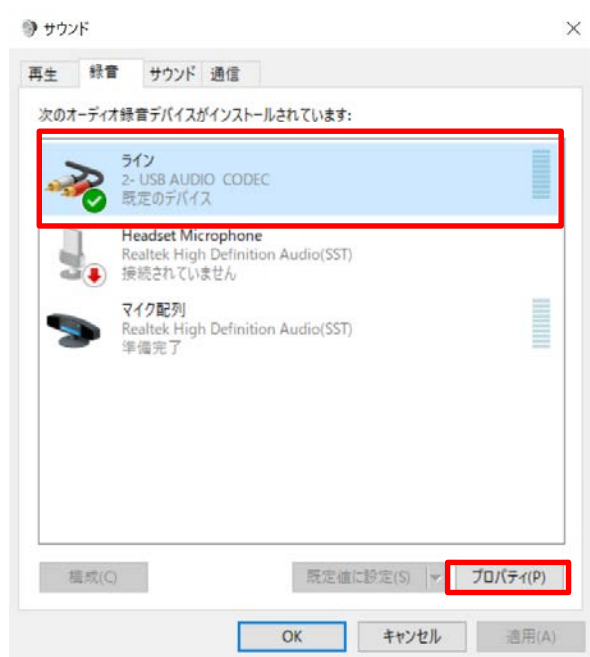 サウンド
再生 録音 サウンド 通信
次のオーディオ録音デバイスがインストールされています:
ライン
2- USB AUDIO CODEC
既定のデバイス
Headset Microphone
Realtek High Definition Audio(SST)
接続されていません
マイク配列
Realtek High Definition Audio(SST)
準備完了
構成(C) 既定値に設定(S) プロパティ(P)
OK キャンセル 適用(A)